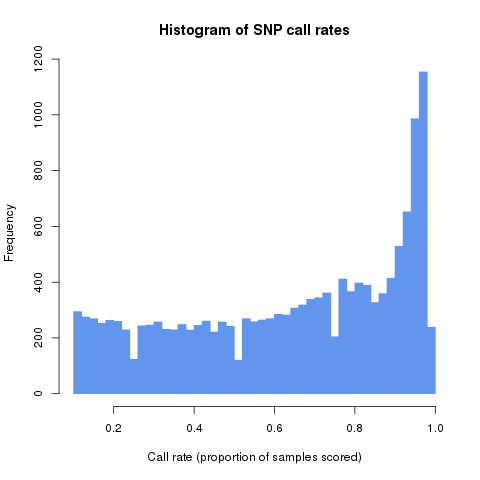 Histogram of SNP call rates
Frequency
1200
1000
800
600
400
200
0
0.2 0.4 0.6 0.8 1.0
Call rate (proportion of samples scored)